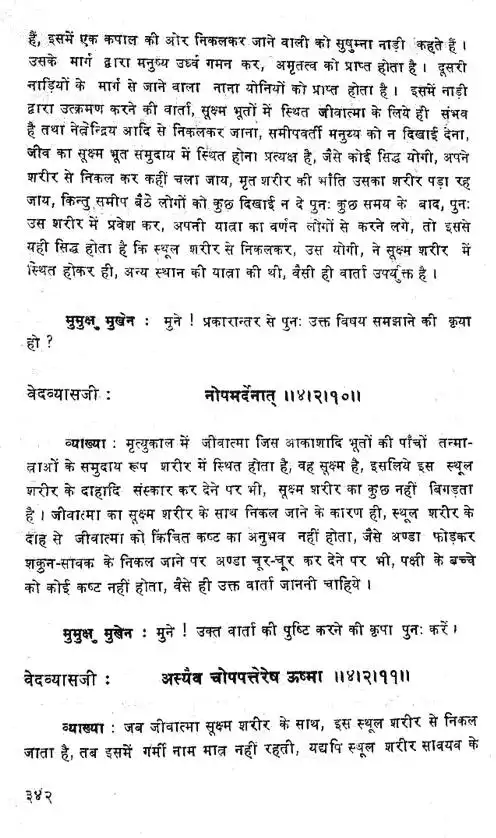 हैं, इसमें एक कपाल की ओर निकलकर जाने वाली को सुषुम्ना नाड़ी कहते हैं ।
उसके मार्ग द्वारा मनुष्य उर्ध्व गमन कर, अमृतत्व को प्राप्त होता है । दूसरी
नाड़ियों के मार्ग से जाने वाला नाना योनियों को प्राप्त होता है । इसमें नाड़ी
द्वारा उत्क्रमण करने की वार्ता, सूक्ष्म भूतों में स्थित जीवात्मा के लिये ही संभव
है तथा नेत्नेन्द्रिय आदि से निकलकर जाना, समीपवर्ती मनुष्य को न दिखाई देना,
जीव का सूक्ष्म भूत समुदाय में स्थित होना प्रत्यक्ष है, जैसे कोई सिद्ध योगी, अपने
शरीर से निकल कर कहीं चला जाय, मृत शरीर की भाँति उसका शरीर पड़ा रह
जाय, किन्तु समीप बैठे लोगों को कुछ दिखाई न दे पुनः कुछ समय के बाद, पुनः
उस शरीर में प्रवेश कर, अपनी यात्रा का वर्णन लोगों से करने लगे, तो इससे
यही सिद्ध होता है कि स्थूल शरीर से निकलकर, उस योगी, ने सूक्ष्म शरीर में
स्थित होकर ही, अन्य स्थान की यात्रा की थी, वैसी ही वार्ता उपर्युक्त है ।
मुमुक्षु मुखेन : मुने ! प्रकारान्तर से पुनः उक्त विषय समझाने की कृपा
हो ?
वेदव्यासजी : नोपमर्देनात् ।।४।२।१०।।
व्याख्या : मृत्युकाल में जीवात्मा जिस आकाशादि भूतों की पाँचों तन्मा-
त्राओं के समुदाय रूप शरीर में स्थित होता है, वह सूक्ष्म है, इसलिये इस स्थूल
शरीर के दाहादि संस्कार कर देने पर भी, सूक्ष्म शरीर का कुछ नहीं बिगड़ता
है । जीवात्मा का सूक्ष्म शरीर के साथ निकल जाने के कारण ही, स्थूल शरीर के
दाह से जीवात्मा को किंचित कष्ट का अनुभव नहीं होता, जैसे अण्डा फोड़कर
शकुन-सावक के निकल जाने पर अण्डा चूर-चूर कर देने पर भी, पक्षी के बच्चे
को कोई कष्ट नहीं होता, वैसे ही उक्त वार्ता जाननी चाहिये ।
मुमुक्षु मुखेन : मुने ! उक्त वार्ता की पुष्टि करने की कृपा पुनः करें ।
वेदव्यासजी : अस्यैव चोपपत्तेरेष ऊष्मा ।।४।२।११।।
व्याख्या : जब जीवात्मा सूक्ष्म शरीर के साथ, इस स्थूल शरीर से निकल
जाता है, तब इसमें गर्मी नाम मात्र नहीं रहती, यद्यपि स्थूल शरीर सावयव के
३४२